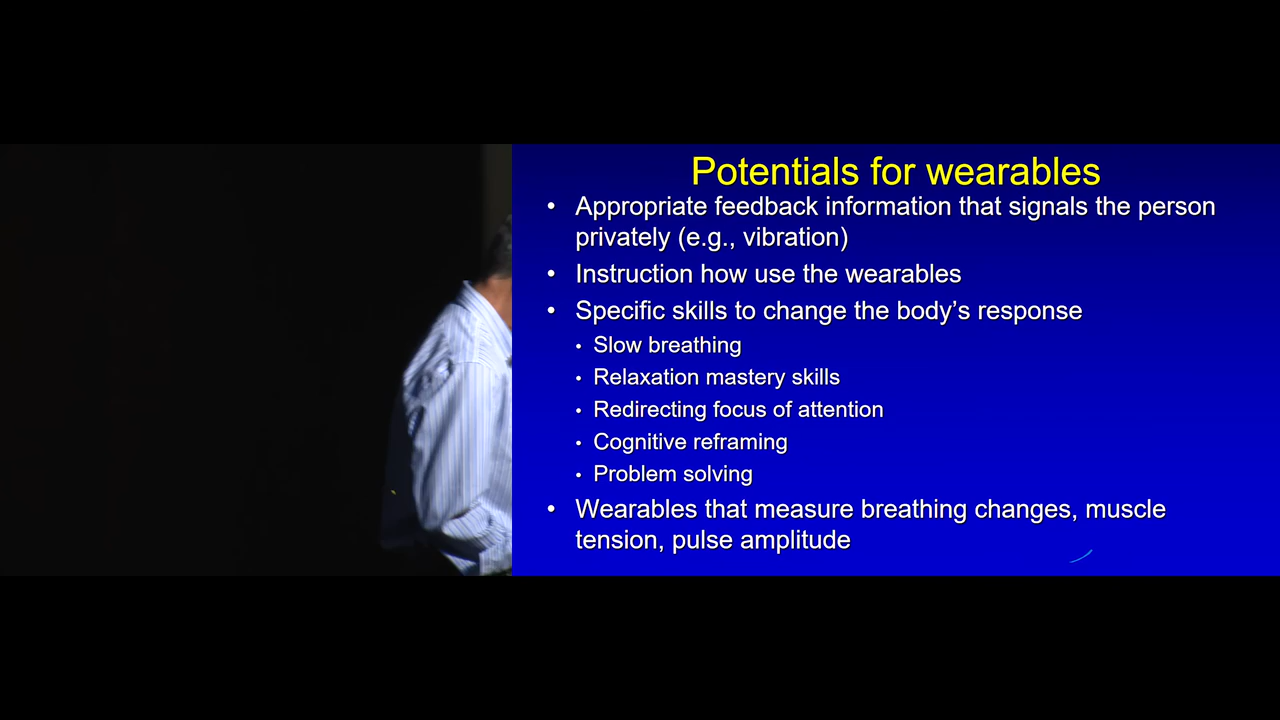 Potentials for wearables
• Appropriate feedback information that signals the person
privately (e.g., vibration)
• Instruction how use the wearables
• Specific skills to change the body's response
• Slow breathing
• Relaxation mastery skills
• Redirecting focus of attention
• Cognitive reframing
• Problem solving
• Wearables that measure breathing changes, muscle
tension, pulse amplitude